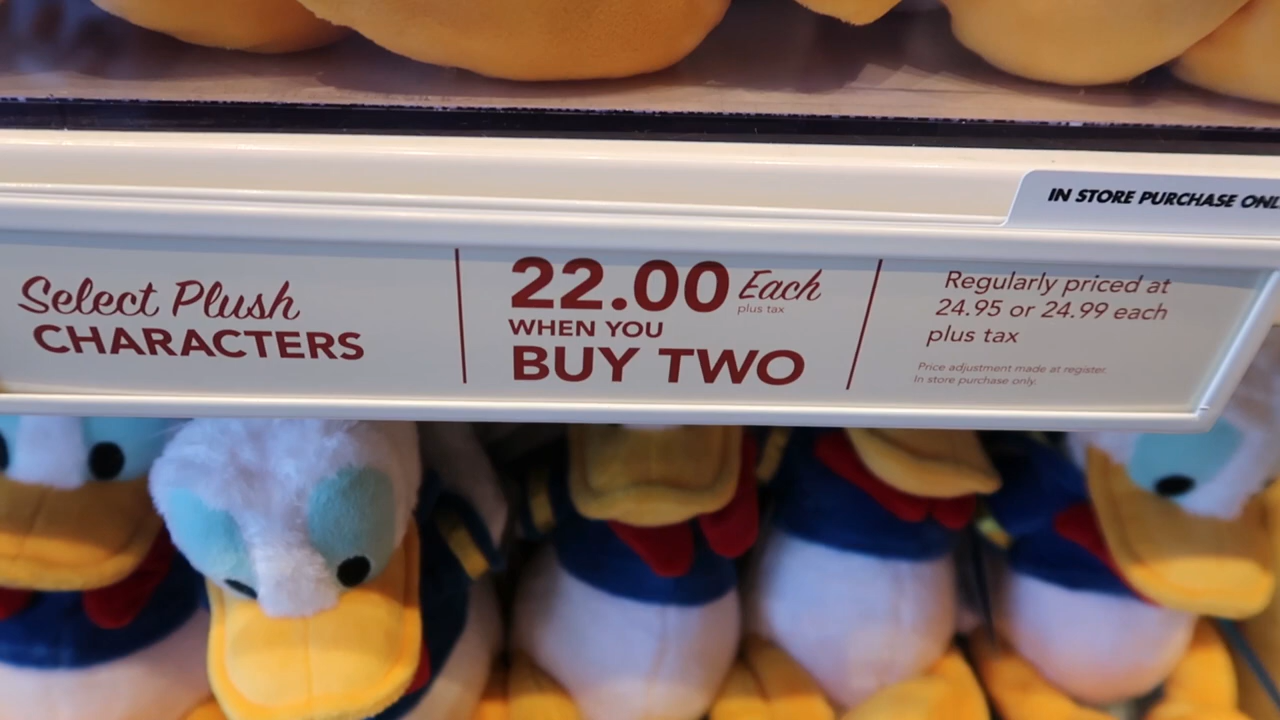 IN STORE PURCHASE ONL
Select Plush
CHARACTERS
22.00 Each
plus tax
WHEN YOU
BUY TWO
Regularly priced at
24.95 or 24.99 each
plus tax
Price adjustment made at register.
In store purchase only.